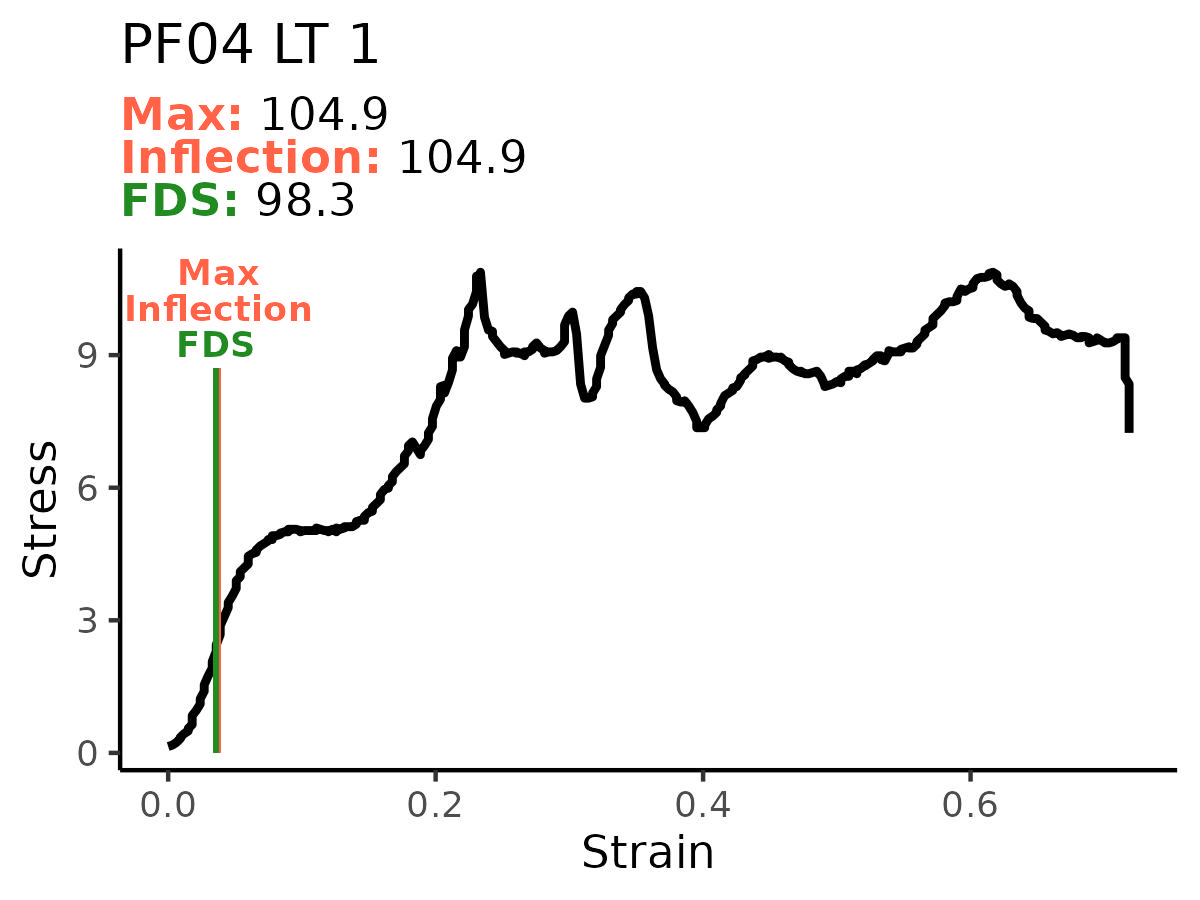 PF04 LT 1
Max: 104.9
Inflection: 104.9
FDS: 98.3
Max
Inflection
FDS
9
6
3
0
Stress
0.0
0.2
0.4
0.6
Strain